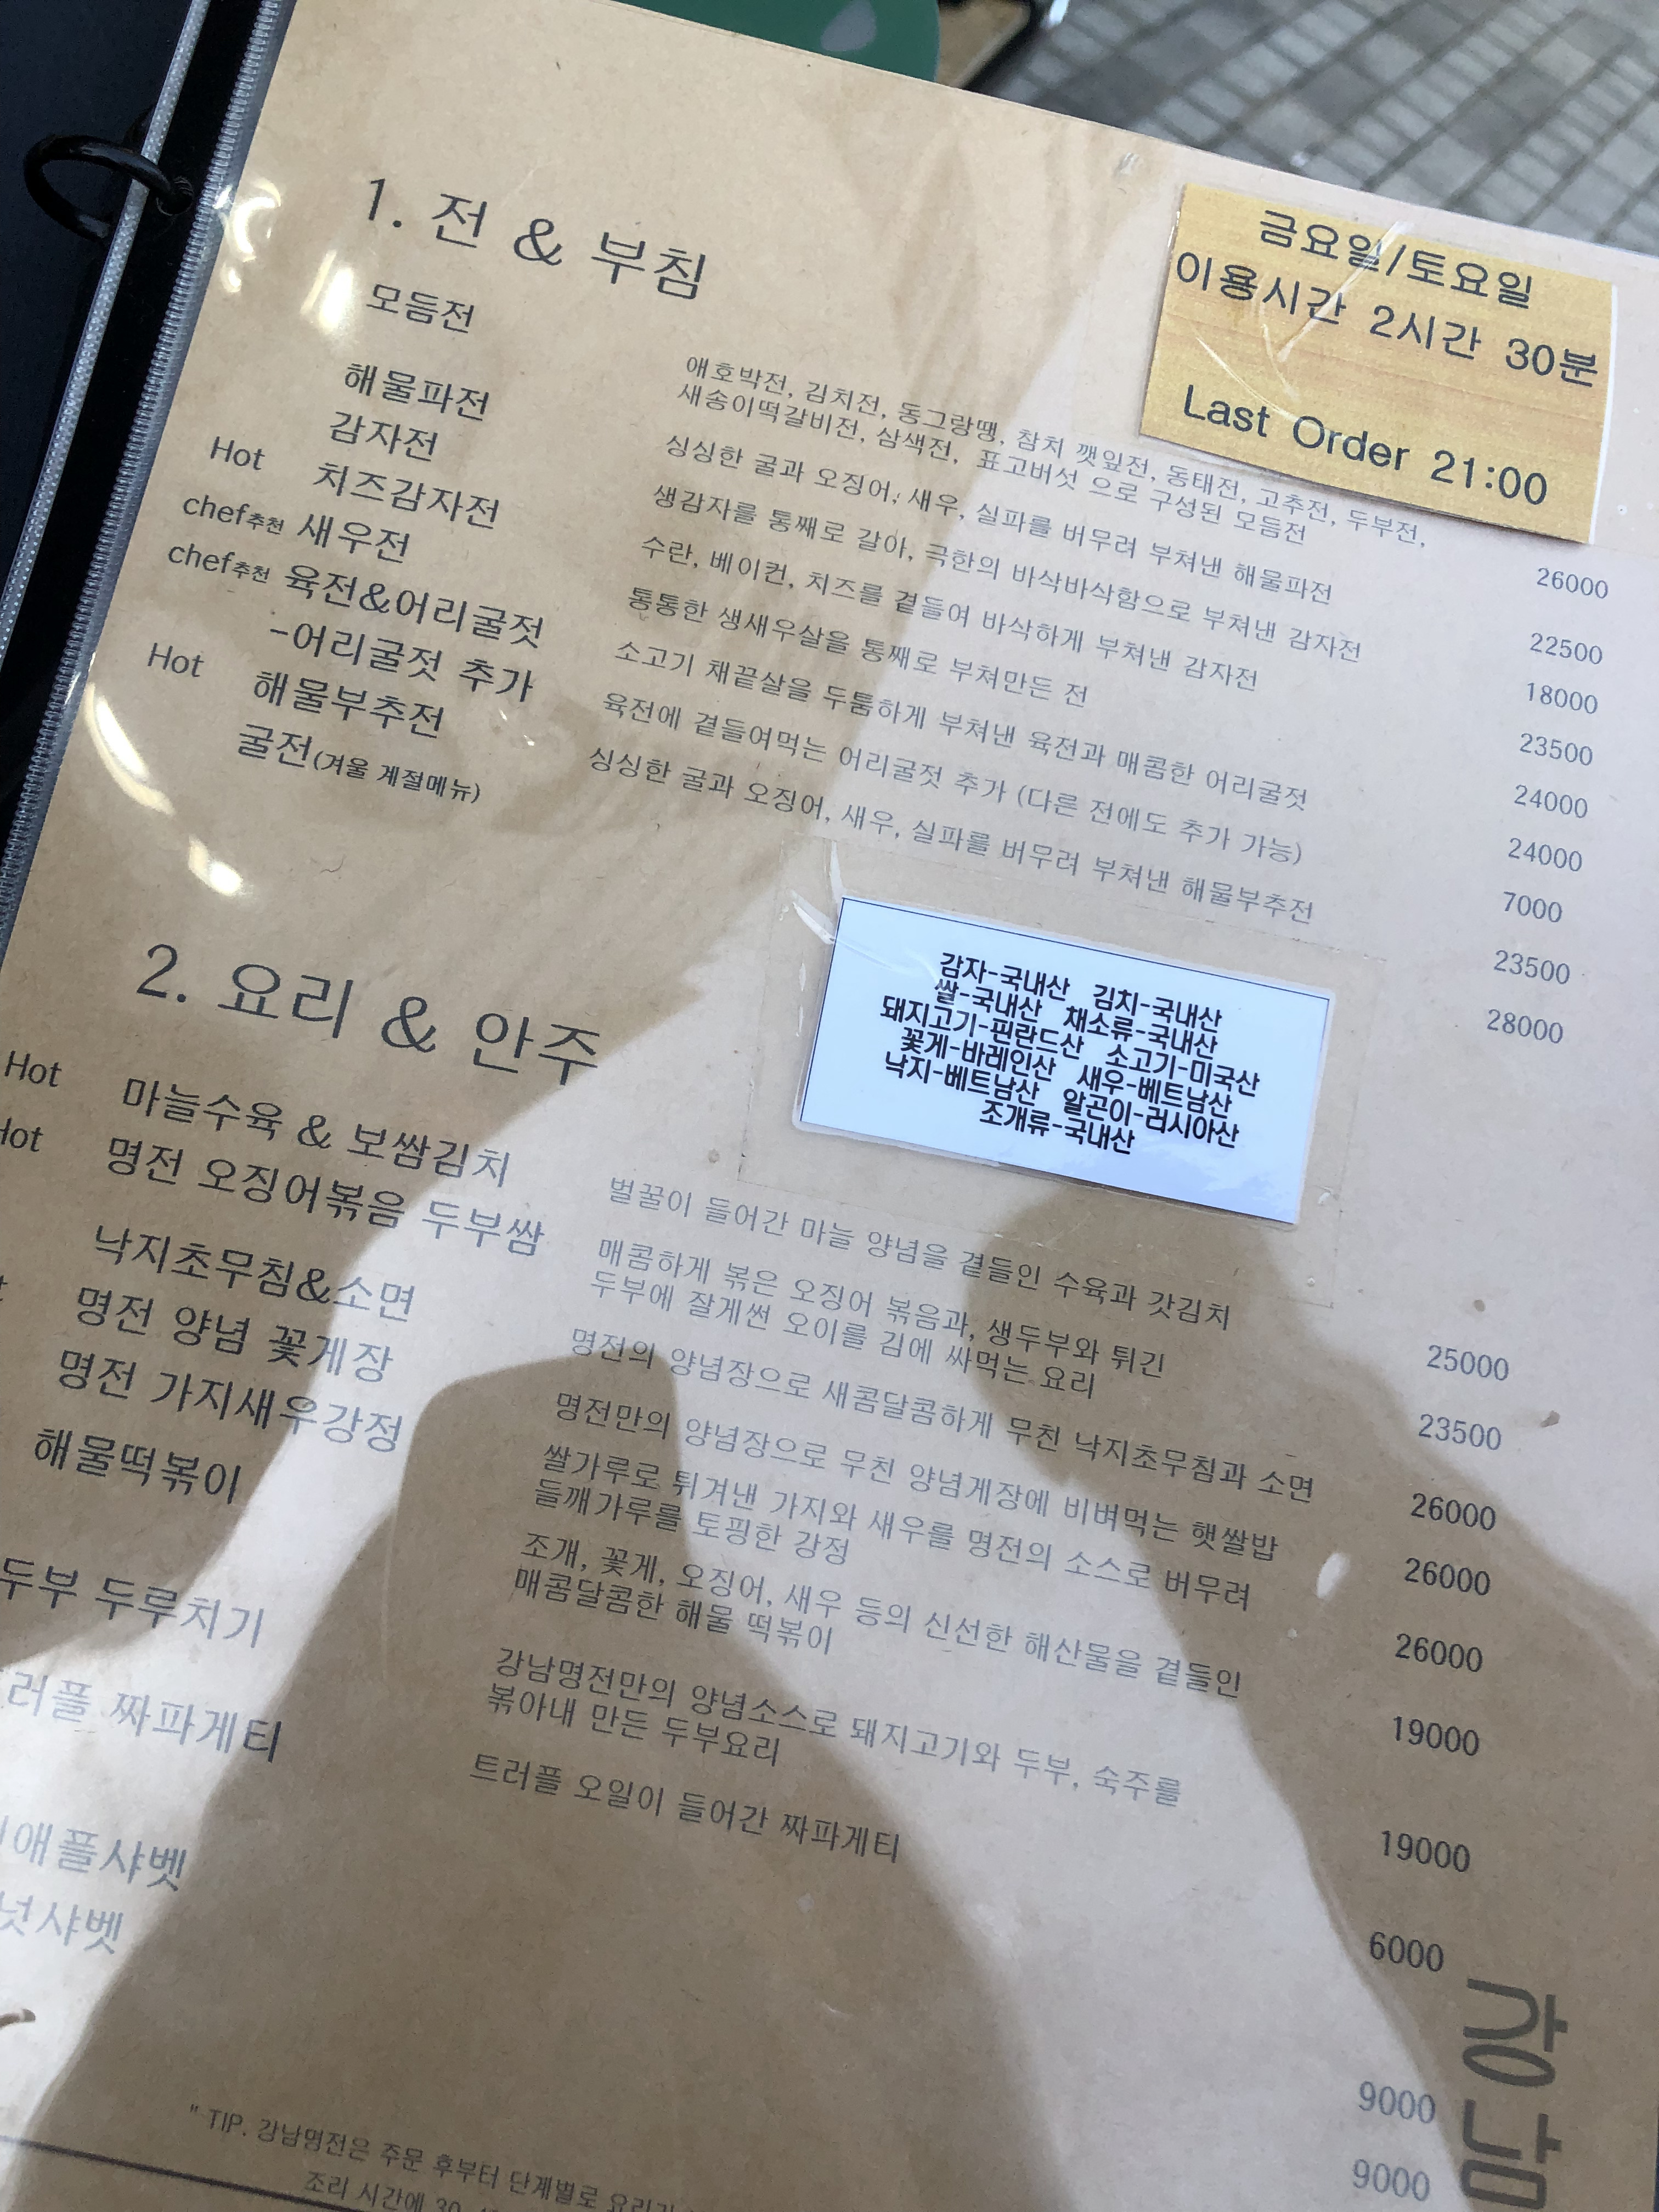 금요일/토요일
이용시간 2시간 30분
Last Order 21:00
1. 전 & 부침
모듬전 애호박전, 김치전, 동그랑땡, 참치 깻잎전, 동태전, 고추전, 두부전,
새송이떡갈비전, 삼색전, 표고버섯 으로 구성된 모듬전 26000
해물파전 싱싱한 굴과 오징어, 새우, 실파를 버무려 부쳐낸 해물파전 22500
감자전 생감자를 통째로 갈아, 극한의 바삭바삭함으로 부쳐낸 감자전 18000
Hot 치즈감자전 수란, 베이컨, 치즈를 곁들여 바삭하게 부쳐낸 감자전 23500
chef추천 새우전 통통한 생새우살을 통째로 부쳐만든 전 24000
chef추천 육전&어리굴젓 소고기 채끝살을 두툼하게 부쳐낸 육전과 매콤한 어리굴젓 24000
-어리굴젓 추가 육전에 곁들여먹는 어리굴젓 추가 (다른 전에도 추가 가능) 7000
Hot 해물부추전 싱싱한 굴과 오징어, 새우, 실파를 버무려 부쳐낸 해물부추전 23500
굴전(겨울 계절메뉴) 28000
감자-국내산 김치-국내산
쌀-국내산 채소류-국내산
돼지고기-핀란드산 소고기-미국산
꽃게-바레인산 새우-베트남산
낙지-베트남산 알곤이-러시아산
조개류-국내산
2. 요리 & 안주
Hot 마늘수육 & 보쌈김치 벌꿀이 들어간 마늘 양념을 곁들인 수육과 갓김치 25000
Hot 명전 오징어볶음 두부쌈 매콤하게 볶은 오징어 볶음과, 생두부와 튀긴
두부에 잘게썬 오이를 김에 싸먹는 요리 23500
낙지초무침&소면 명전의 양념장으로 새콤달콤하게 무친 낙지초무침과 소면 26000
명전 양념 꽃게장 명전만의 양념장으로 무친 양념게장에 비벼먹는 햇쌀밥 26000
명전 가지새우강정 쌀가루로 튀겨낸 가지와 새우를 명전의 소스로 버무려
들깨가루를 토핑한 강정 26000
해물떡볶이 조개, 꽃게, 오징어, 새우 등의 신선한 해산물을 곁들인
매콤달콤한 해물 떡볶이 19000
두부 두루치기 강남명전만의 양념소스로 돼지고기와 두부, 숙주를
볶아내 만든 두부요리 19000
러플 짜파게티 트러플 오일이 들어간 짜파게티 6000
애플샤벳 9000
넛샤벳 9000
강남
" TIP. 강남명전은 주문 후부터 단계별로
조리 시간에 30